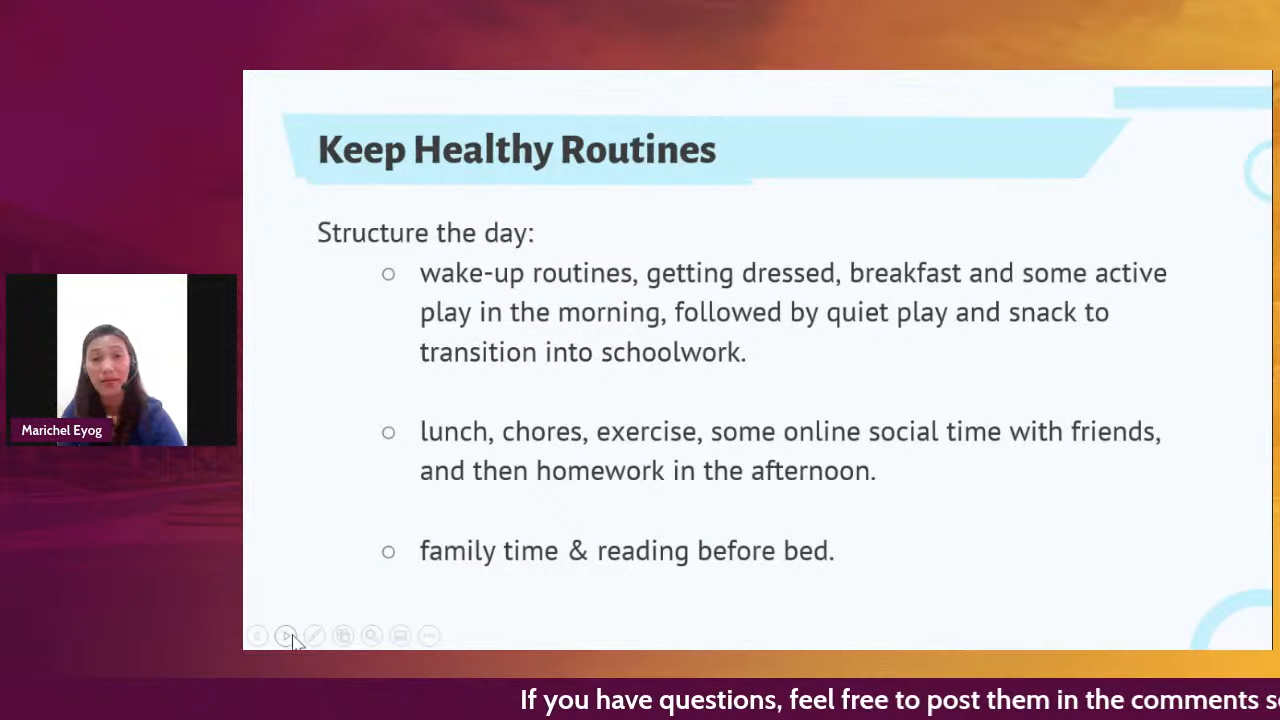 Keep Healthy Routines
Structure the day:
○ wake-up routines, getting dressed, breakfast and some active
play in the morning, followed by quiet play and snack to
transition into schoolwork.
○ lunch, chores, exercise, some online social time with friends,
and then homework in the afternoon.
○ family time & reading before bed.
Marichel Eyog
If you have questions, feel free to post them in the comments